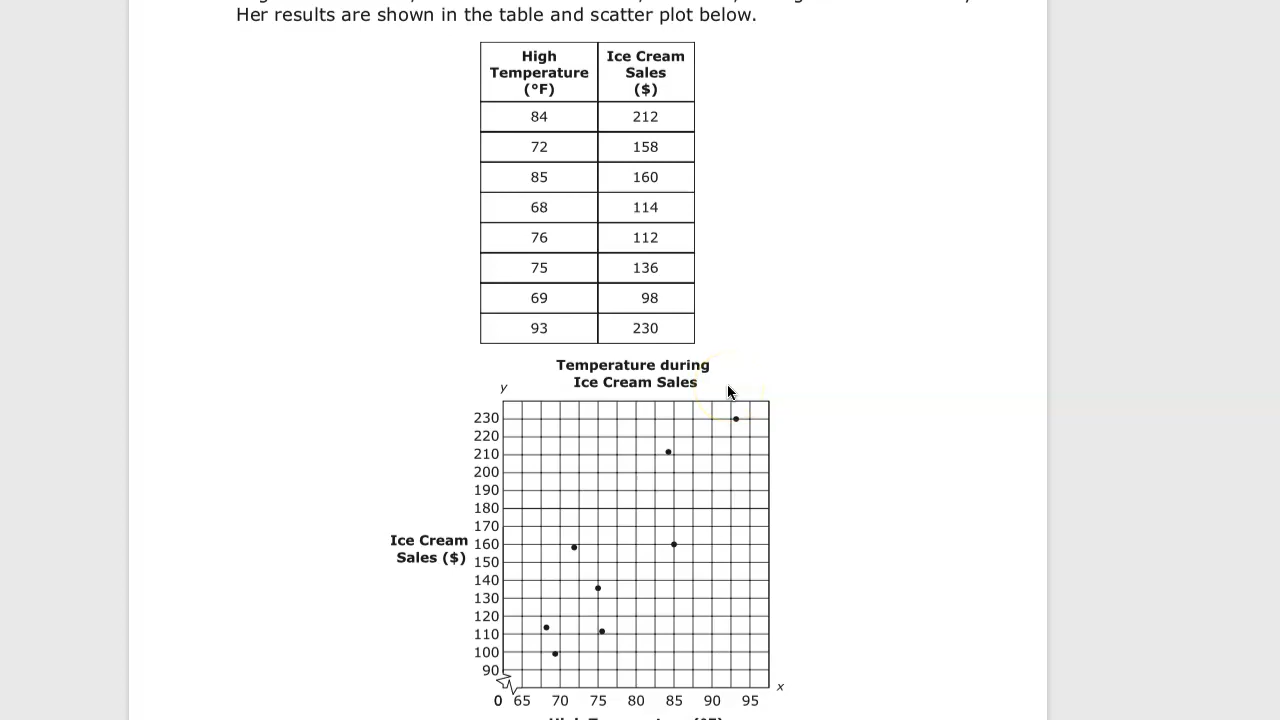 Her results are shown in the table and scatter plot below.
High Temperature (°F) Ice Cream Sales ($)
84 212
72 158
85 160
68 114
76 112
75 136
69 98
93 230
Temperature during
Ice Cream Sales
y
230
220
210
200
190
180
170
Ice Cream
Sales ($)
160
150
140
130
120
110
100
90
x
0 65 70 75 80 85 90 95
High Temperature (°F)